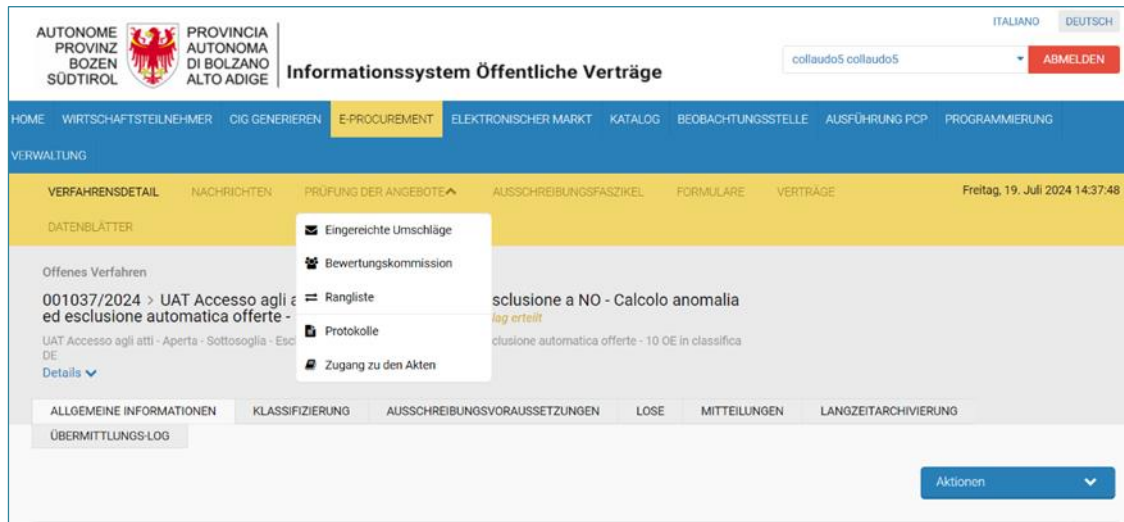 AUTONOME PROVINZ BOZEN SÜDTIROL
PROVINCIA AUTONOMA DI BOLZANO ALTO ADIGE
Informationssystem Öffentliche Verträge
ITALIANO DEUTSCH
collaudo5 collaudo5 ABMELDEN
HOME WIRTSCHAFTSTEILNEHMER CIG GENERIEREN E-PROCUREMENT ELEKTRONISCHER MARKT KATALOG BEOBACHTUNGSSTELLE AUSFÜHRUNG PCP PROGRAMMIERUNG
VERWALTUNG
VERFAHRENSDETAIL NACHRICHTEN PRÜFUNG DER ANGEBOTE AUSSCHREIBUNGSFASZIKEL FORMULARE VERTRÄGE Freitag, 19. Juli 2024 14:37:48
DATENBLÄTTER
Eingereichte Umschläge
Bewertungskommission
Rangliste
Protokolle
Zugang zu den Akten
Offenes Verfahren
001037/2024 > UAT Accesso agli a sclusione a NO - Calcolo anomalia
ed esclusione automatica offerte - lag erteilt
UAT Accesso agli atti - Aperta - Sottosoglia - Escl clusione automatica offerte - 10 OE in classifica
DE
Details
ALLGEMEINE INFORMATIONEN KLASSIFIZIERUNG AUSSCHREIBUNGSVORAUSSETZUNGEN LOSE MITTEILUNGEN LANGZEITARCHIVIERUNG
ÜBERMITTLUNGS-LOG
Aktionen